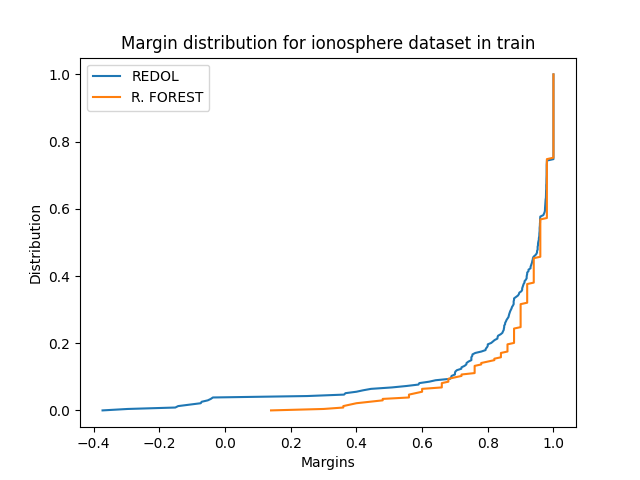 Margin distribution for ionosphere dataset in train
REDOL
R. FOREST
Distribution
1.0
0.8
0.6
0.4
0.2
0.0
−0.4 −0.2 0.0 0.2 0.4 0.6 0.8 1.0
Margins